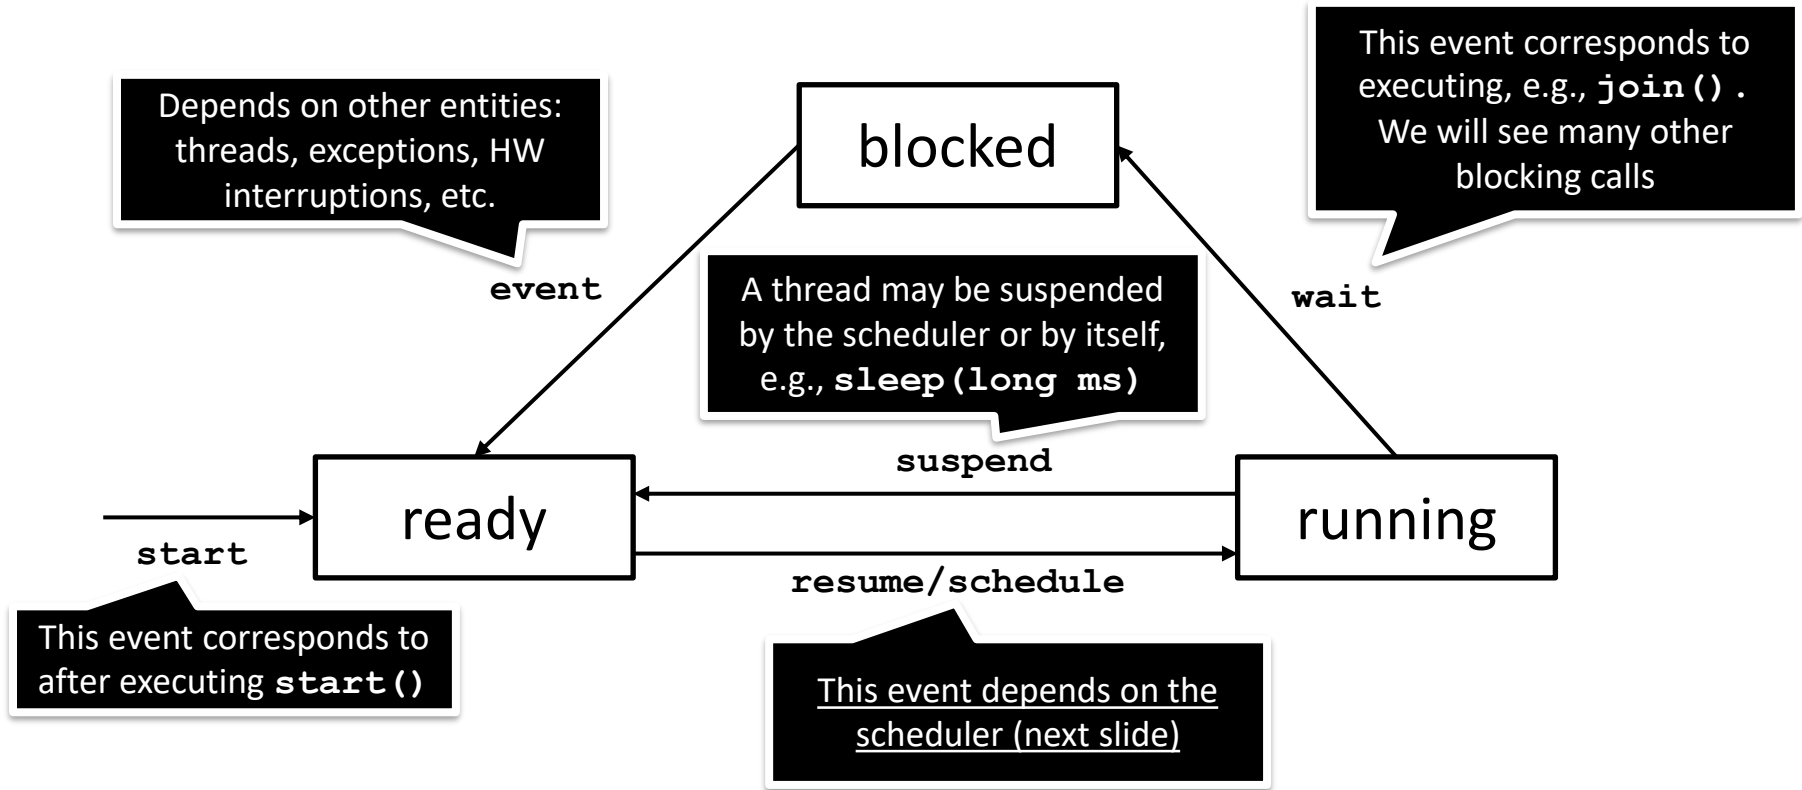 This event corresponds to
executing, e.g., join().
We will see many other
blocking calls
Depends on other entities:
threads, exceptions, HW
interruptions, etc.
blocked
event
A thread may be suspended
by the scheduler or by itself,
e.g., sleep(long ms)
wait
suspend
ready
running
start
resume/schedule
This event corresponds to
after executing start()
This event depends on the
scheduler (next slide)